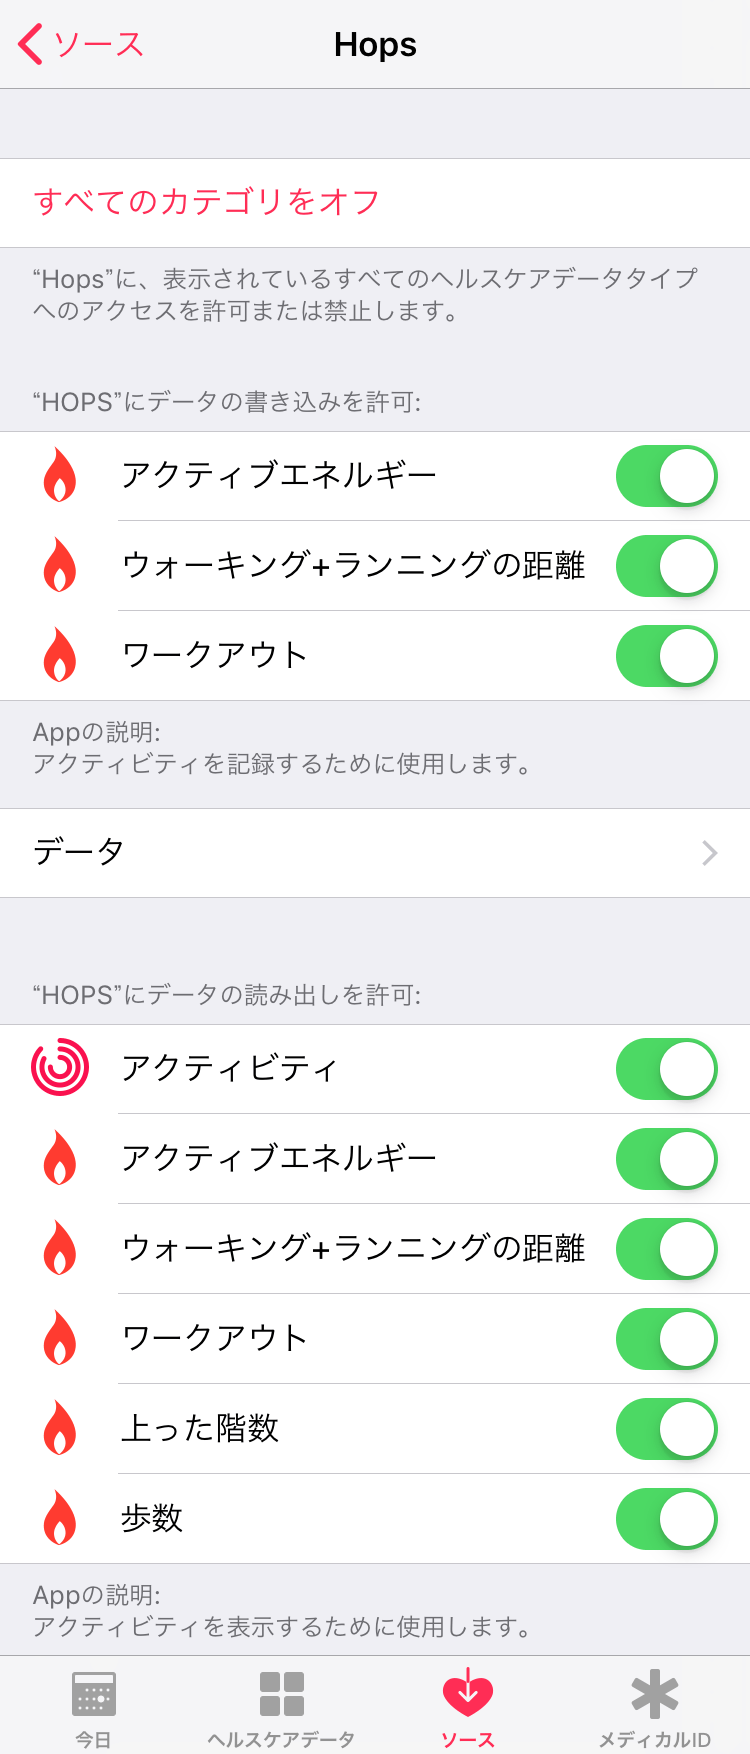 ソース
Hops
すべてのカテゴリをオフ
“Hops”に、表示されているすべてのヘルスケアデータタイプ
へのアクセスを許可または禁止します。
“HOPS”にデータの書き込みを許可:
アクティブエネルギー
ウォーキング+ランニングの距離
ワークアウト
Appの説明:
アクティビティを記録するために使用します。
データ
“HOPS”にデータの読み出しを許可:
アクティビティ
アクティブエネルギー
ウォーキング+ランニングの距離
ワークアウト
上った階数
歩数
Appの説明:
アクティビティを表示するために使用します。
今日
ヘルスケアデータ
ソース
メディカルID